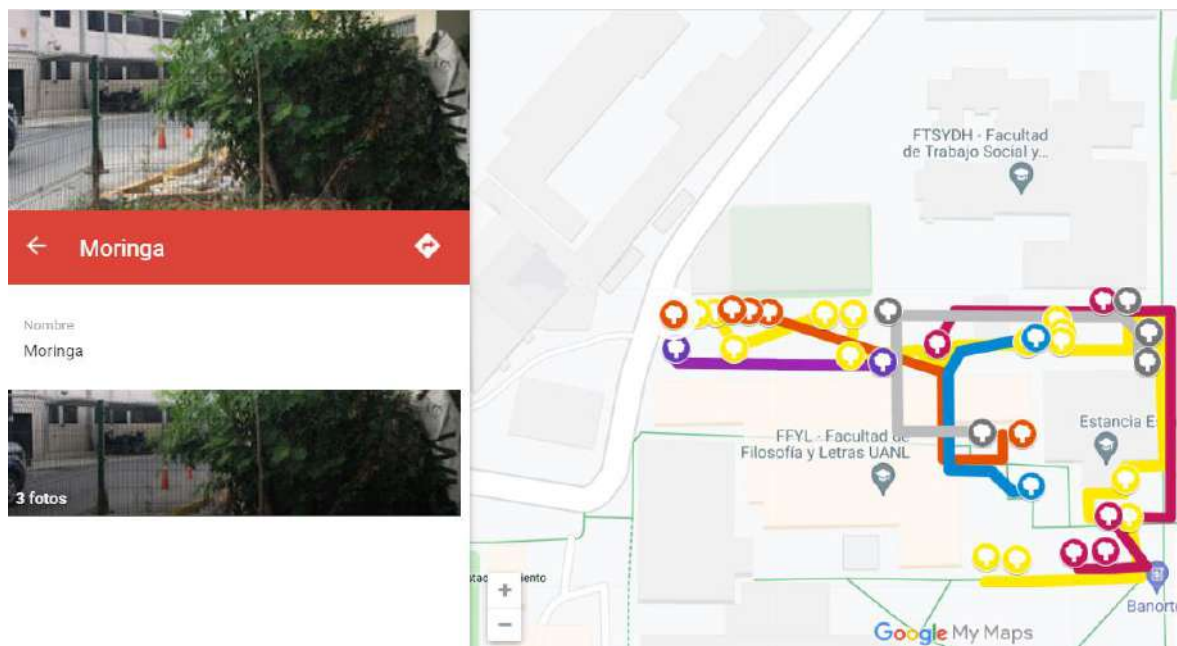 Moringa
Nombre
Moringa
3 fotos
FTSYDH - Facultad
de Trabajo Social y...
FFYL - Facultad de
Filosofía y Letras UANL
Estancia E
iento
Banorte
Google My Maps